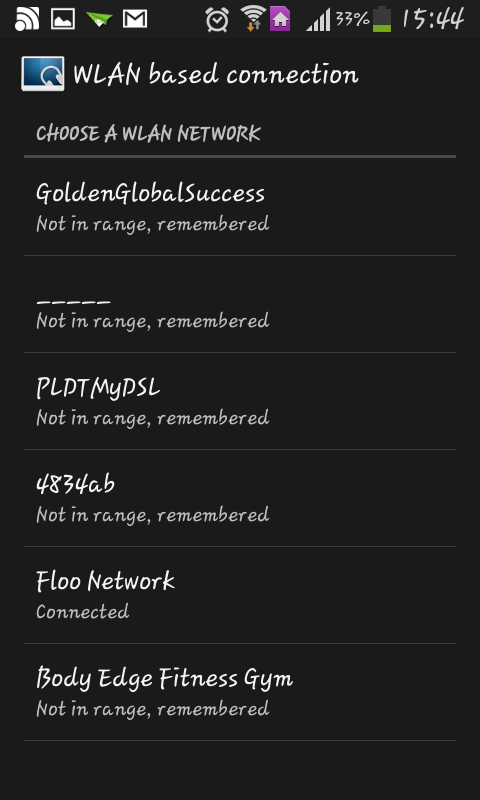 33% 15:44
WLAN based connection
CHOOSE A WLAN NETWORK
GoldenGlobalSuccess
Not in range, remembered
_____
Not in range, remembered
PLDTMyDSL
Not in range, remembered
4834ab
Not in range, remembered
Floo Network
Connected
Body Edge Fitness Gym
Not in range, remembered